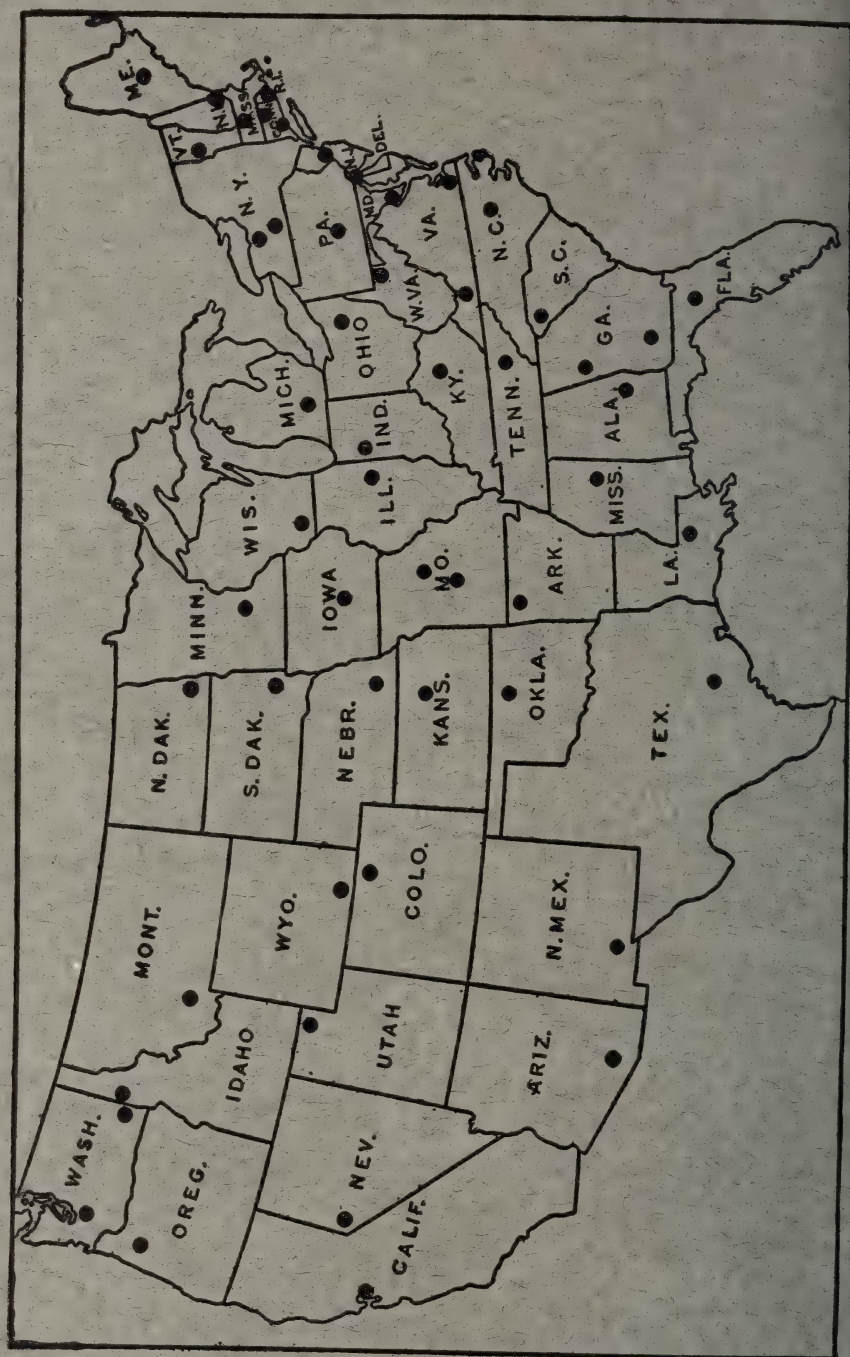 WASH.
OREG.
CALIF.
NEV.
IDAHO
MONT.
WYO.
UTAH
ARIZ.
COLO.
N.MEX.
N.DAK.
S.DAK.
NEBR.
KANS.
OKLA.
TEX.
MINN.
IOWA
MO.
ARK.
LA.
WIS.
ILL.
MICH.
IND.
OHIO
KY.
TENN.
MISS.
ALA.
GA.
FLA.
S.C.
N.C.
VA.
W.VA.
MD.
DEL.
PA.
N.J.
N.Y.
VT.
ME.
MASS.
R.I.